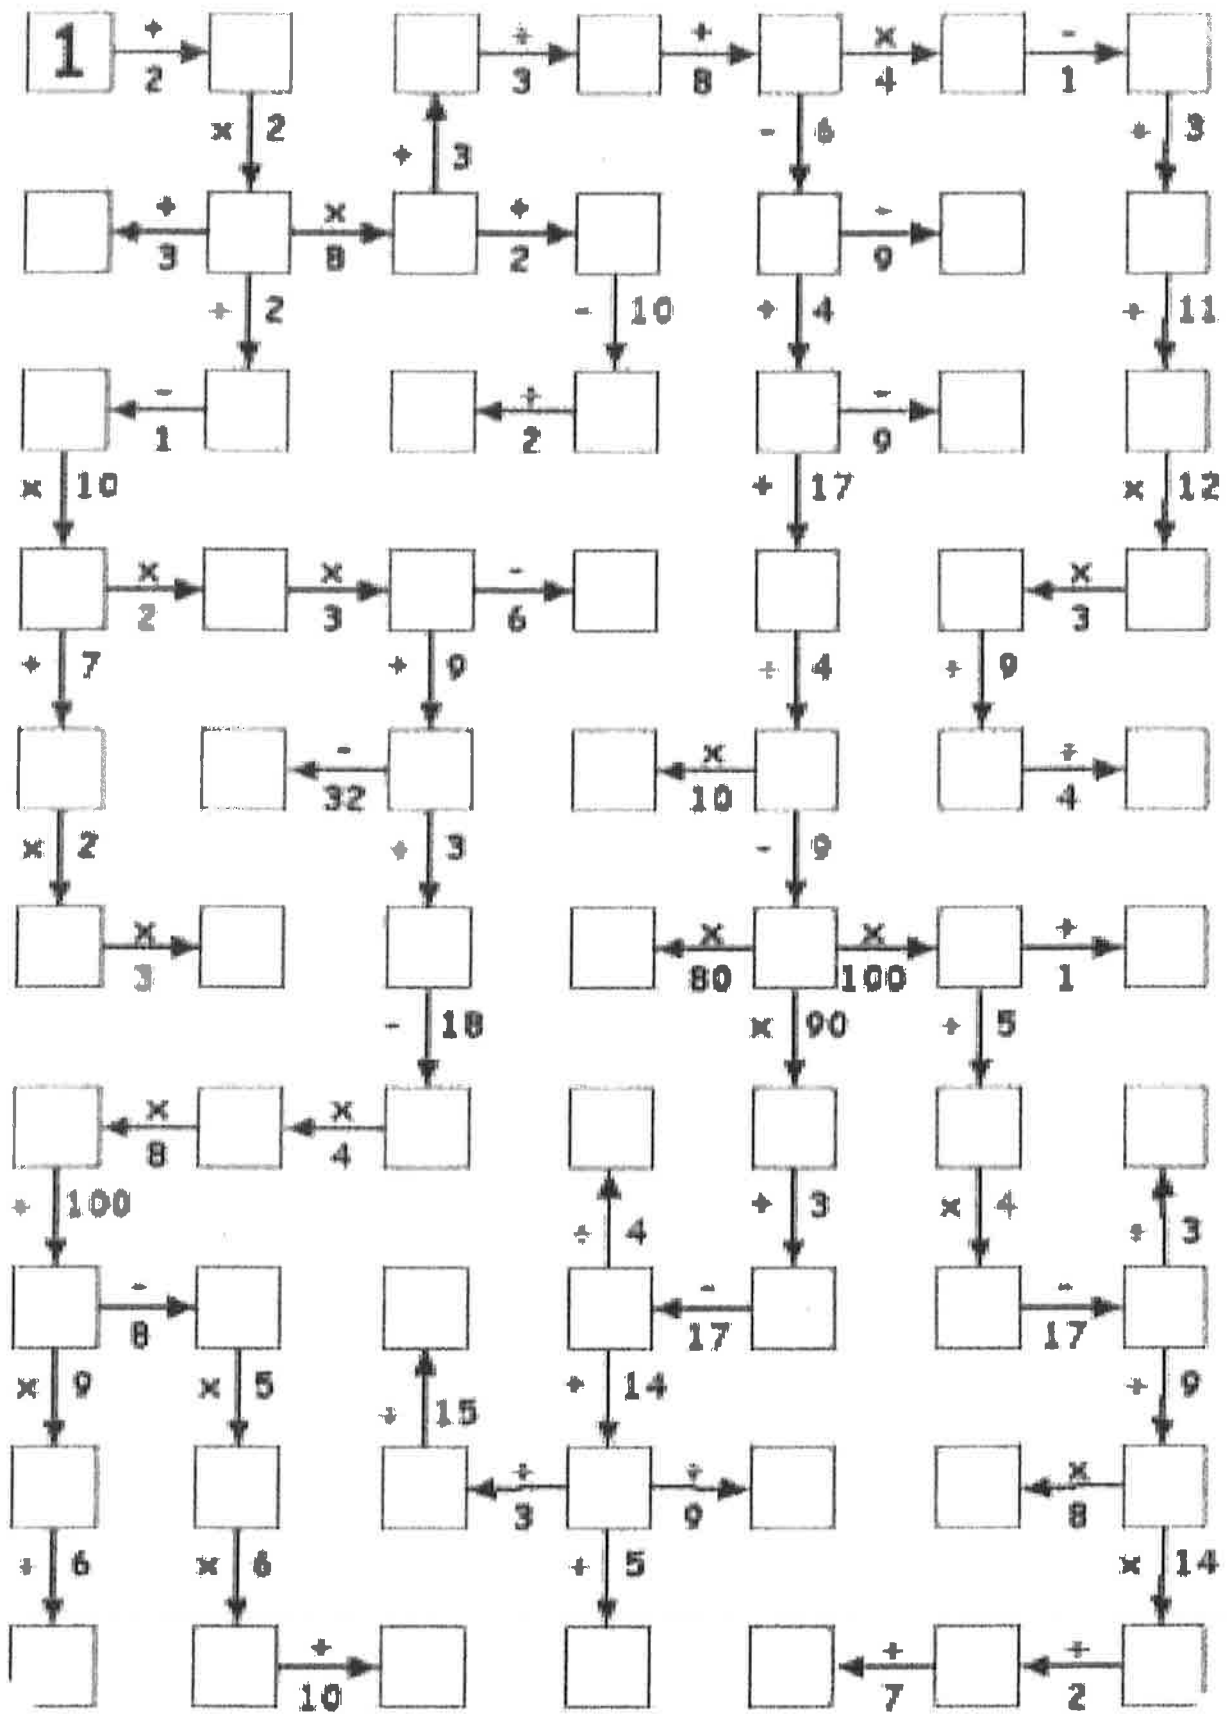 1 + 2 ÷ 3 + 8 × 4 - 1
× 2 + 3 - 6 ÷ 3
+ 3 × 8 + 2 - 9
÷ 2 - 10 + 4 ÷ 11
- 1 ÷ 2 - 9
× 10 + 17 × 12
× 2 × 3 - 6 × 3
+ 7 + 9 ÷ 4 ÷ 9
- 32 × 10 ÷ 4
× 2 ÷ 3 - 9
× 3 × 80 × 100 + 1
- 18 × 90 ÷ 5
× 8 × 4
÷ 100 ÷ 4 + 3 × 4 ÷ 3
- 8 - 17 - 17
× 9 × 5 ÷ 15 + 14 ÷ 9
÷ 3 ÷ 9 × 8
÷ 6 × 6 ÷ 5 × 14
+ 10 + 7 ÷ 2